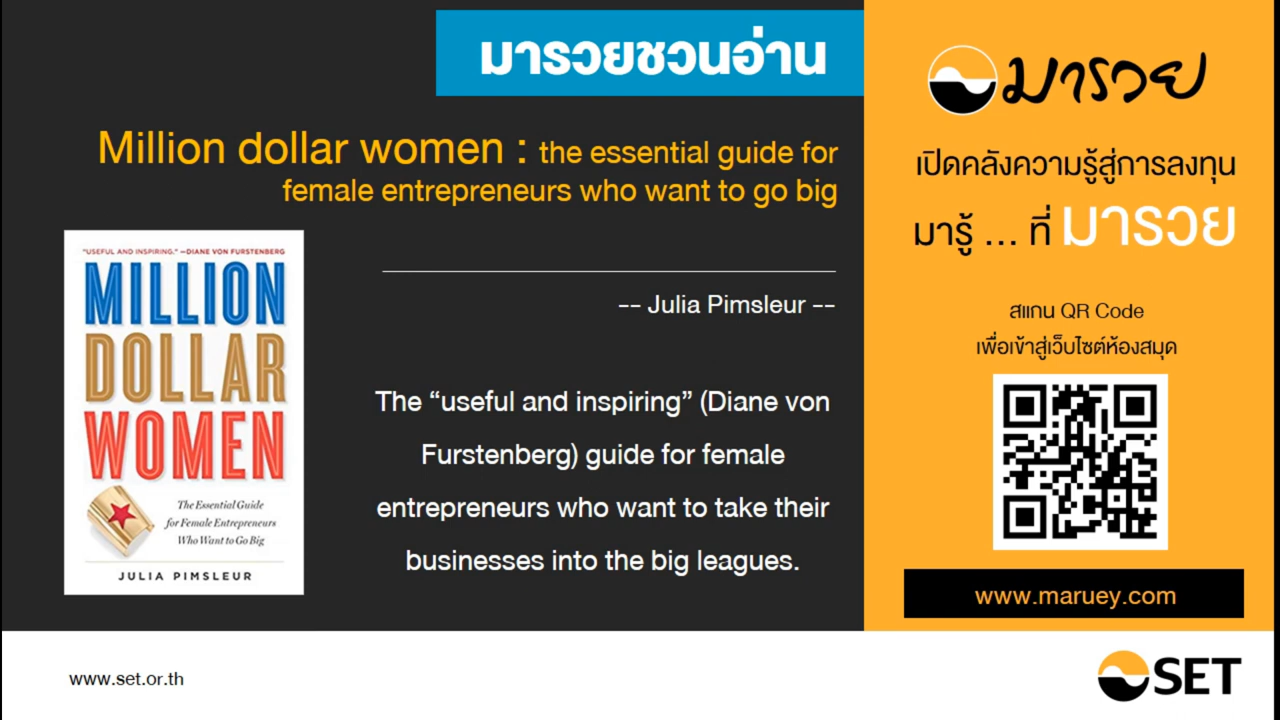 มารวยชวนอ่าน
Million dollar women : the essential guide for
female entrepreneurs who want to go big
"USEFUL AND INSPIRING." —DIANE VON FURSTENBERG
MILLION
DOLLAR
WOMEN
The Essential Guide
for Female Entrepreneurs
Who Want to Go Big
JULIA PIMSLEUR
-- Julia Pimsleur --
The “useful and inspiring” (Diane von
Furstenberg) guide for female
entrepreneurs who want to take their
businesses into the big leagues.
มารวย
เปิดคลังความรู้สู่การลงทุน
มารู้ ... ที่ มารวย
สแกน QR Code
เพื่อเข้าสู่เว็บไซต์ห้องสมุด
www.maruey.com
www.set.or.th
SET